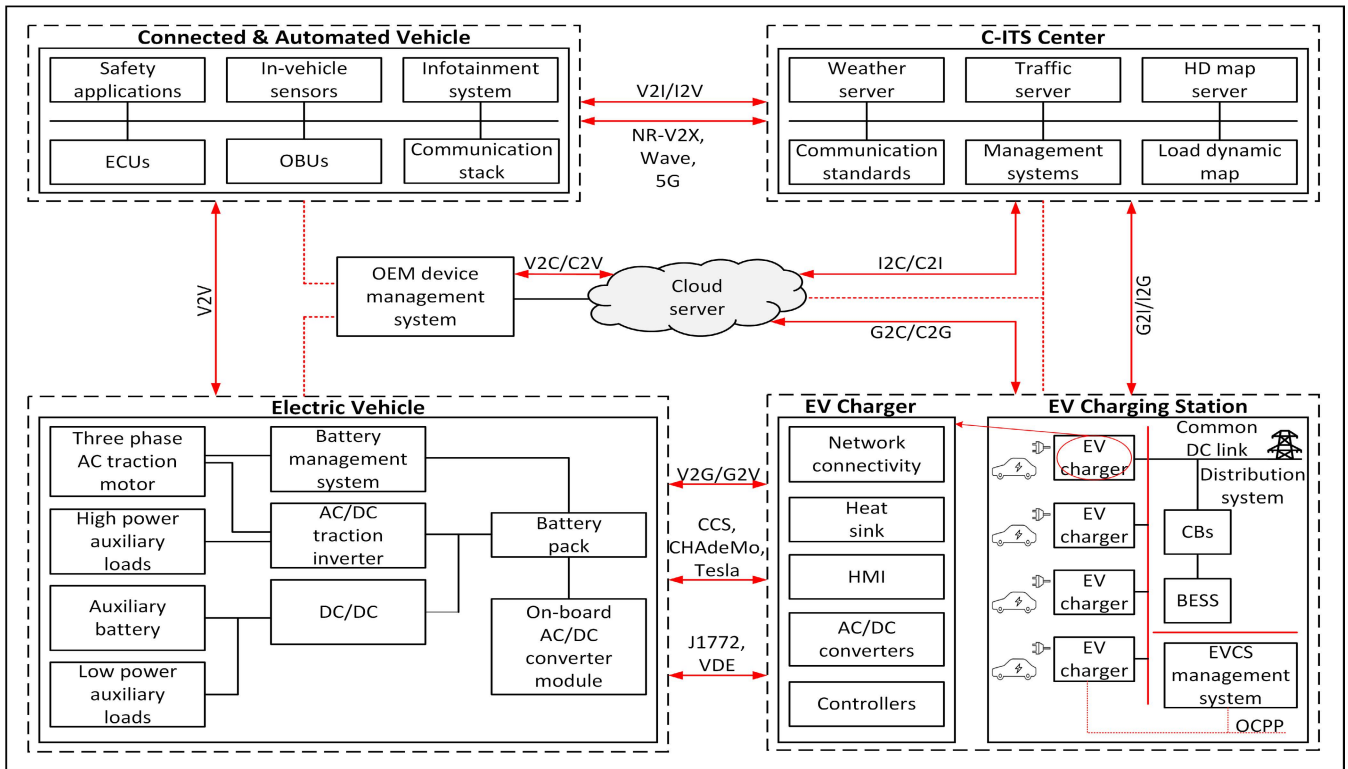 Connected & Automated Vehicle
Safety
applications
In-vehicle
sensors
Infotainment
system
ECUs
OBUs
Communication
stack
V2I/I2V
NR-V2X,
Wave,
5G
C-ITS Center
Weather
server
Traffic
server
HD map
server
Communication
standards
Management
systems
Load dynamic
map
V2V
OEM device
management
system
V2C/C2V
Cloud
server
I2C/C2I
G2C/C2G
G2I/I2G
Electric Vehicle
Three phase
AC traction
motor
Battery
management
system
High power
auxiliary
loads
AC/DC
traction
inverter
Battery
pack
Auxiliary
battery
DC/DC
On-board
AC/DC
converter
module
Low power
auxiliary
loads
V2G/G2V
CCS,
CHAdeMo,
Tesla
J1772,
VDE
EV Charger
Network
connectivity
Heat
sink
HMI
AC/DC
converters
Controllers
EV Charging Station
EV
charger
EV
charger
EV
charger
EV
charger
Common
DC link
Distribution
system
CBs
BESS
EVCS
management
system
OCPP